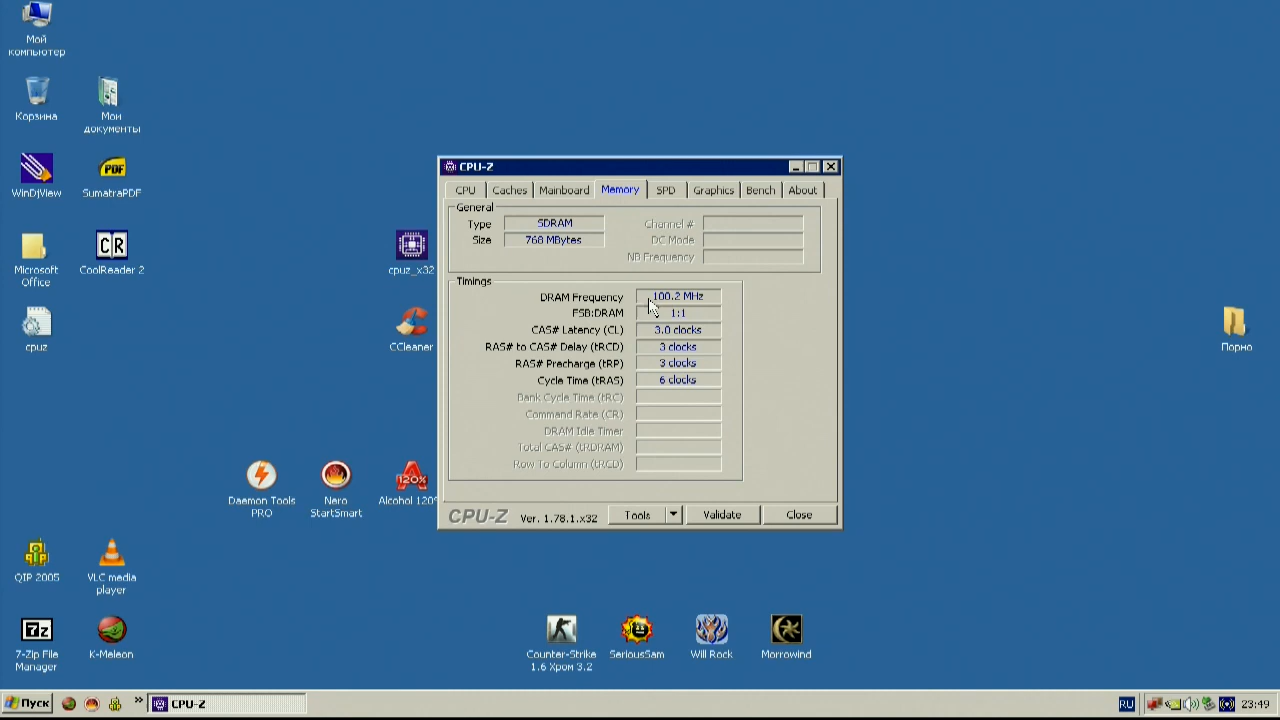 Мой
компьютер
Корзина
Мои
документы
WinDjView
SumatraPDF
Microsoft
Office
CoolReader 2
cpuz
cpuz_x32
CCleaner
Порно
Daemon Tools
PRO
Nero
StartSmart
Alcohol 120%
QIP 2005
VLC media
player
7-Zip File
Manager
K-Meleon
Counter-Strike
1.6 Хром 3.2
SeriousSam
Will Rock
Morrowind
PDF
CR
120%
7z
CPU-Z
CPU Caches Mainboard Memory SPD Graphics Bench About
General
Type SDRAM Channel #
Size 768 MBytes DC Mode
NB Frequency
Timings
DRAM Frequency 100.2 MHz
FSB:DRAM 1:1
CAS# Latency (CL) 3.0 clocks
RAS# to CAS# Delay (tRCD) 3 clocks
RAS# Precharge (tRP) 3 clocks
Cycle Time (tRAS) 6 clocks
Bank Cycle Time (tRC)
Command Rate (CR)
DRAM Idle Timer
Total CAS# (tRDRAM)
Row To Column (tRCD)
CPU-Z Ver. 1.78.1.x32 Tools Validate Close
Пуск » CPU-Z RU 23:49